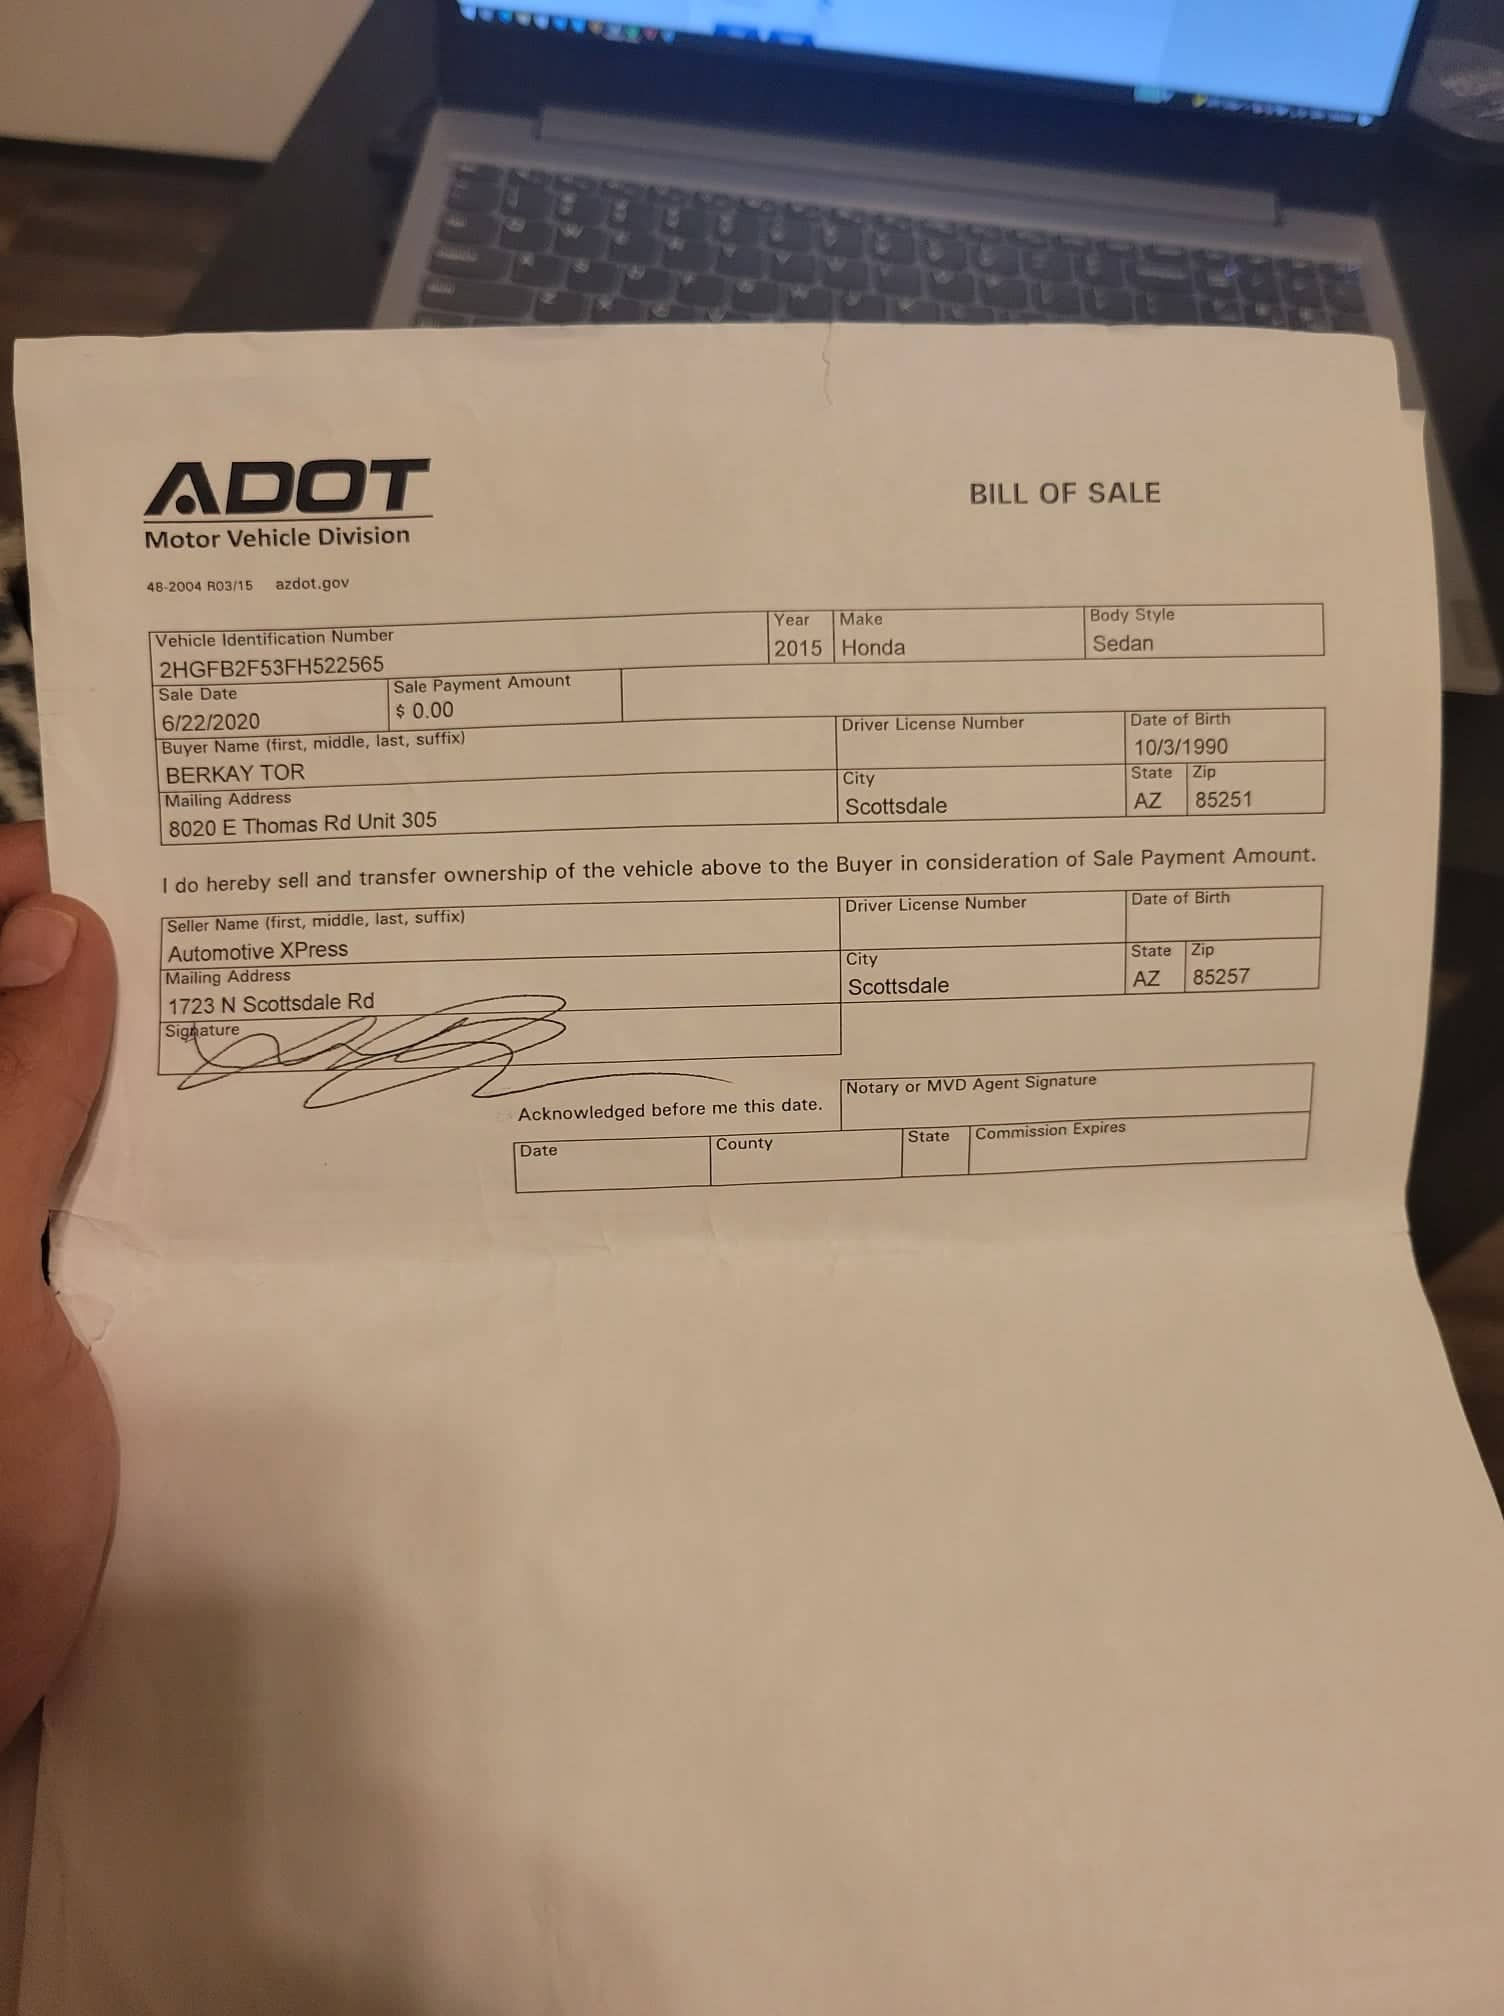 ADOT
BILL OF SALE
Motor Vehicle Division
48-2004 R03/15 azdot.gov
Vehicle Identification Number
Year
Make
Body Style
2HGFB2F53FH522565
2015
Honda
Sedan
Sale Date
Sale Payment Amount
6/22/2020
$ 0.00
Buyer Name (first, middle, last, suffix)
Driver License Number
Date of Birth
BERKAY TOR
10/3/1990
Mailing Address
City
State
Zip
8020 E Thomas Rd Unit 305
Scottsdale
AZ
85251
I do hereby sell and transfer ownership of the vehicle above to the Buyer in consideration of Sale Payment Amount.
Seller Name (first, middle, last, suffix)
Driver License Number
Date of Birth
Automotive XPress
Mailing Address
City
State
Zip
1723 N Scottsdale Rd
Scottsdale
AZ
85257
Signature
Acknowledged before me this date.
Notary or MVD Agent Signature
Date
County
State
Commission Expires